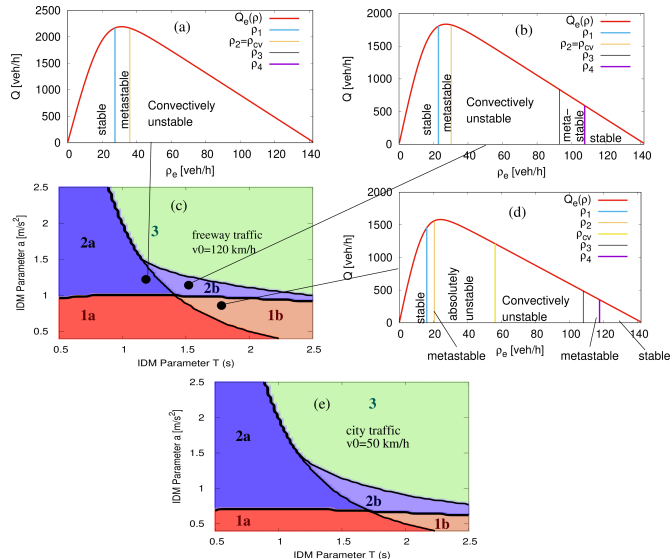 (a)
Q_e(ρ)
ρ_1
ρ_2=ρ_cv
ρ_3
ρ_4
2000
1500
1000
500
0
Q [veh/h]
stable
metastable
Convectively
unstable
0 20 40 60 80 100 120 140
ρ_e [veh/h]
(b)
Q_e(ρ)
ρ_1
ρ_2=ρ_cv
ρ_3
ρ_4
2000
1500
1000
500
0
Q [veh/h]
stable
metastable
Convectively
unstable
meta-
stable
stable
0 20 40 60 80 100 120 140
ρ_e [veh/h]
(c)
2.5
2
1.5
1
0.5
IDM Parameter a [m/s²]
2a
3
freeway traffic
v0=120 km/h
2b
1a
1b
0.5 1 1.5 2 2.5
IDM Parameter T (s)
(d)
Q_e(ρ)
ρ_1
ρ_2
ρ_cv
ρ_3
ρ_4
2000
1500
1000
500
0
Q [veh/h]
stable
absolutely
unstable
Convectively
unstable
0 20 40 60 80 100 120 140
metastable
ρ_e [veh/h]
metastable
stable
(e)
2.5
2
1.5
1
0.5
IDM Parameter a [m/s²]
2a
3
city traffic
v0=50 km/h
2b
1a
1b
0.5 1 1.5 2 2.5
IDM Parameter T (s)